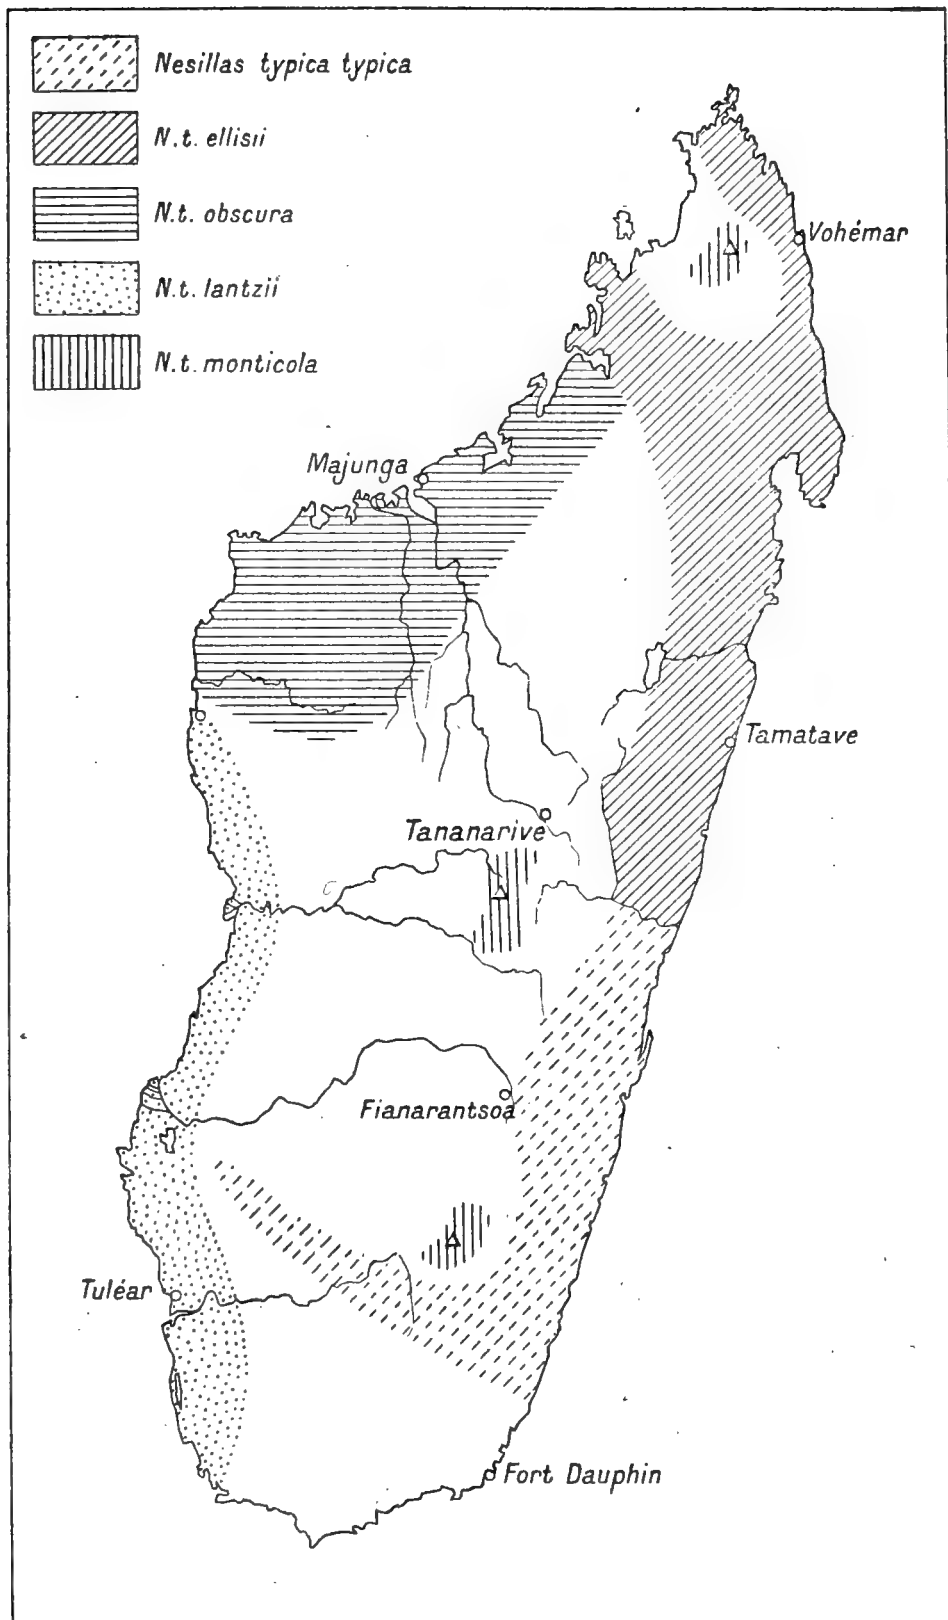 Nesillas typica typica
N.t. ellisii
N.t. obscura
N.t. lantzii
N.t. monticola
Vohémar
Majunga
Tamatave
Tananarive
Fianarantsoa
Tuléar
Fort Dauphin